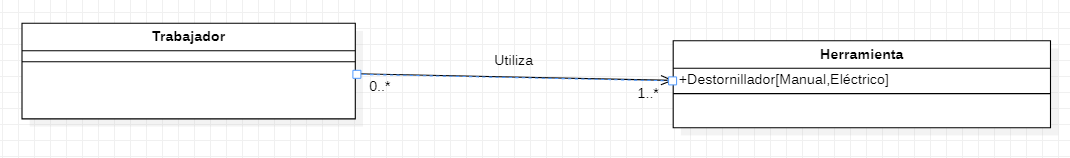 Trabajador
Herramienta
Utiliza
+Destornillador[Manual,Eléctrico]
0..*
1..*